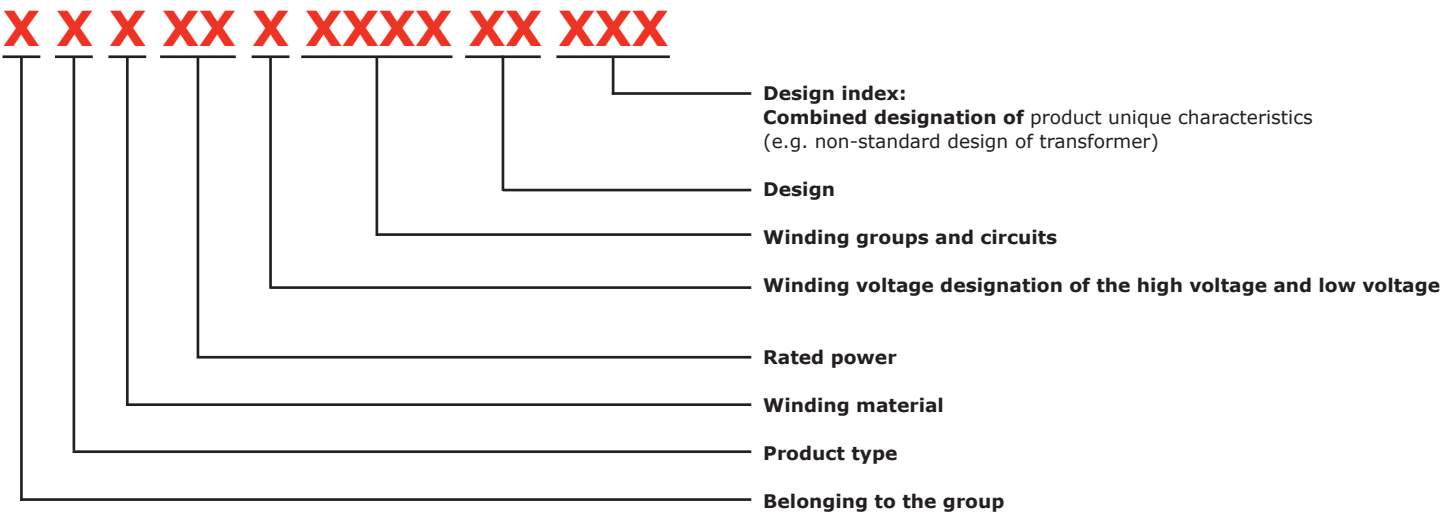 X X X XX X XXXX XX XXX
Design index:
Combined designation of product unique characteristics
(e.g. non-standard design of transformer)
Design
Winding groups and circuits
Winding voltage designation of the high voltage and low voltage
Rated power
Winding material
Product type
Belonging to the group